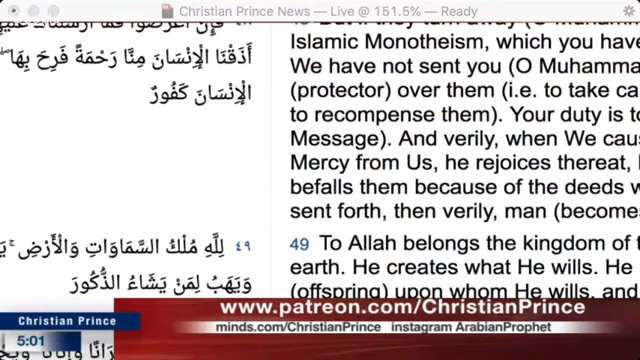 Christian Prince News — Live @ 151.5% — Ready
فَإِنْ أَعْرَضُوا فَمَا أَرْسَلْنَاكَ
أَذَقْنَا الْإِنْسَانَ مِنَّا رَحْمَةً فَرِحَ بِهَا ۖ
الْإِنْسَانَ كَفُورٌ
Islamic Monotheism, which you have
We have not sent you (O Muhamma
(protector) over them (i.e. to take ca
to recompense them). Your duty is to
Message). And verily, when We cau
Mercy from Us, he rejoices thereat,
befalls them because of the deeds w
sent forth, then verily, man (become
٤٩ لِلَّهِ مُلْكُ السَّمَاوَاتِ وَالْأَرْضِ ۚ
وَيَهَبُ لِمَنْ يَشَاءُ الذُّكُورَ
49 To Allah belongs the kingdom of t
earth. He creates what He wills. He
(offspring) upon whom He wills, and
www.patreon.com/ChristianPrince
minds.com/ChristianPrince instagram ArabianProphet
Christian Prince
5:01